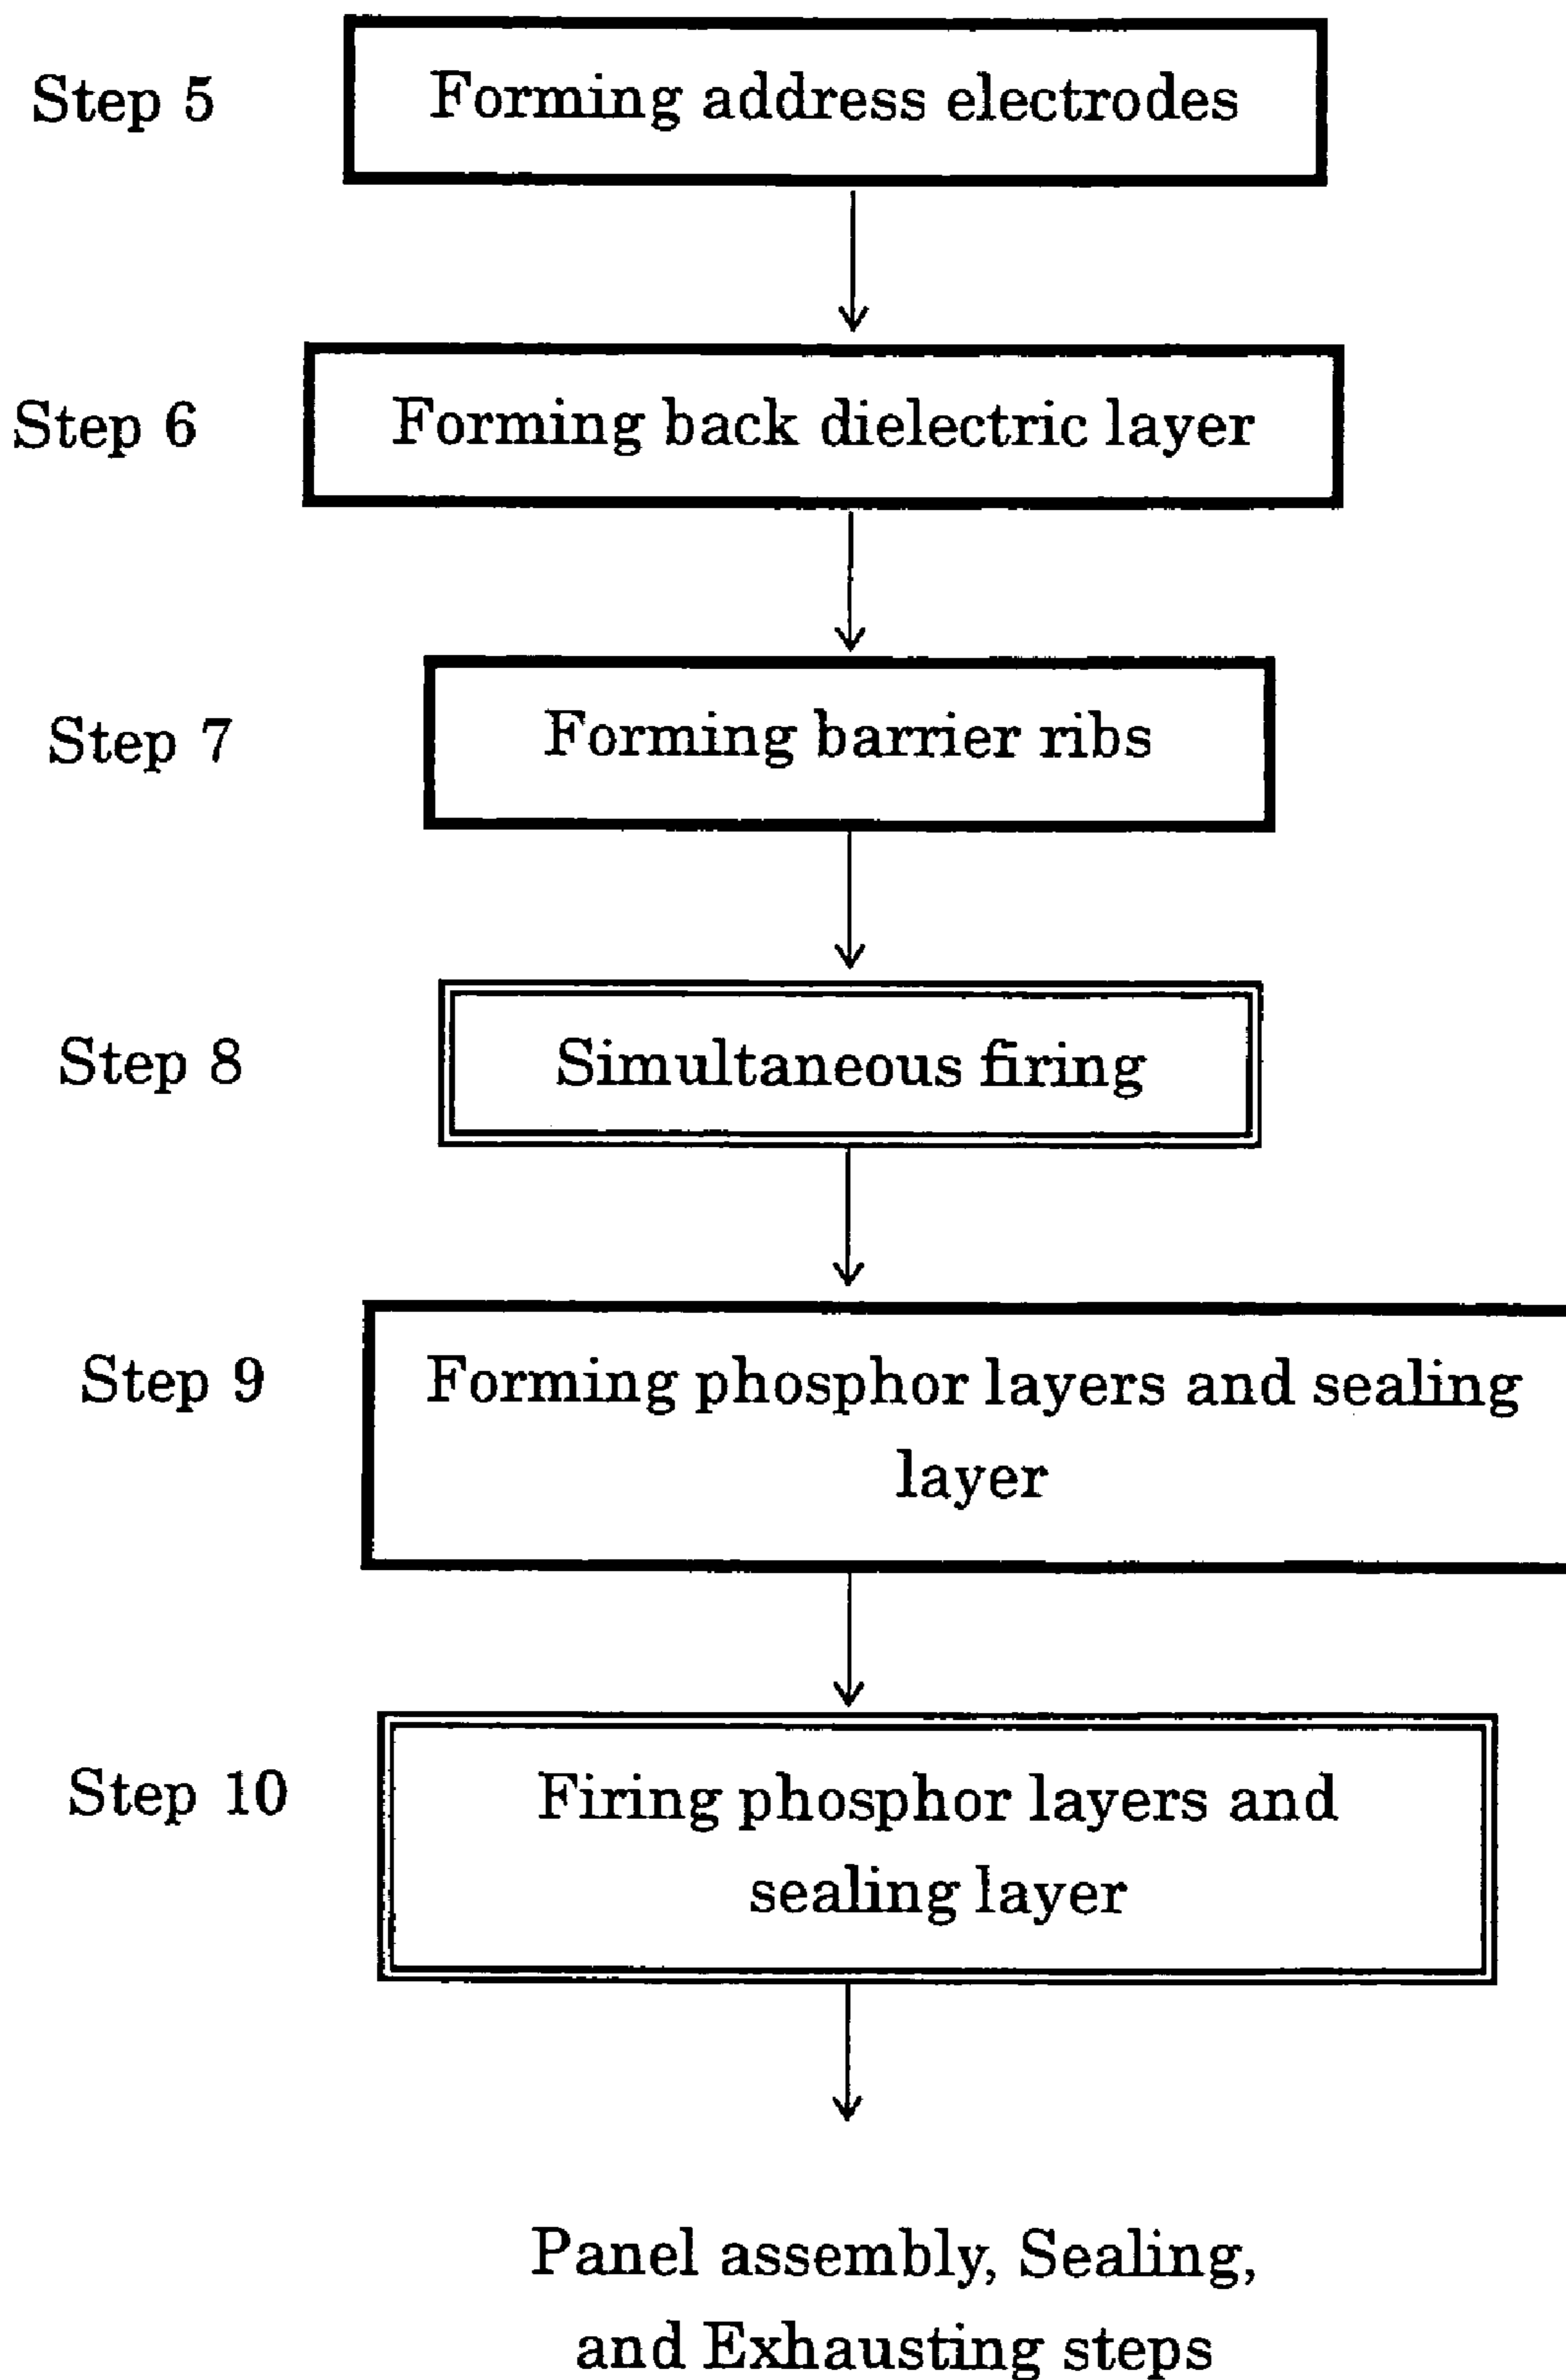 Step 5
Forming address electrodes
Step 6
Forming back dielectric layer
Step 7
Forming barrier ribs
Step 8
Simultaneous firing
Step 9
Forming phosphor layers and sealing
layer
Step 10
Firing phosphor layers and
sealing layer
Panel assembly, Sealing,
and Exhausting steps